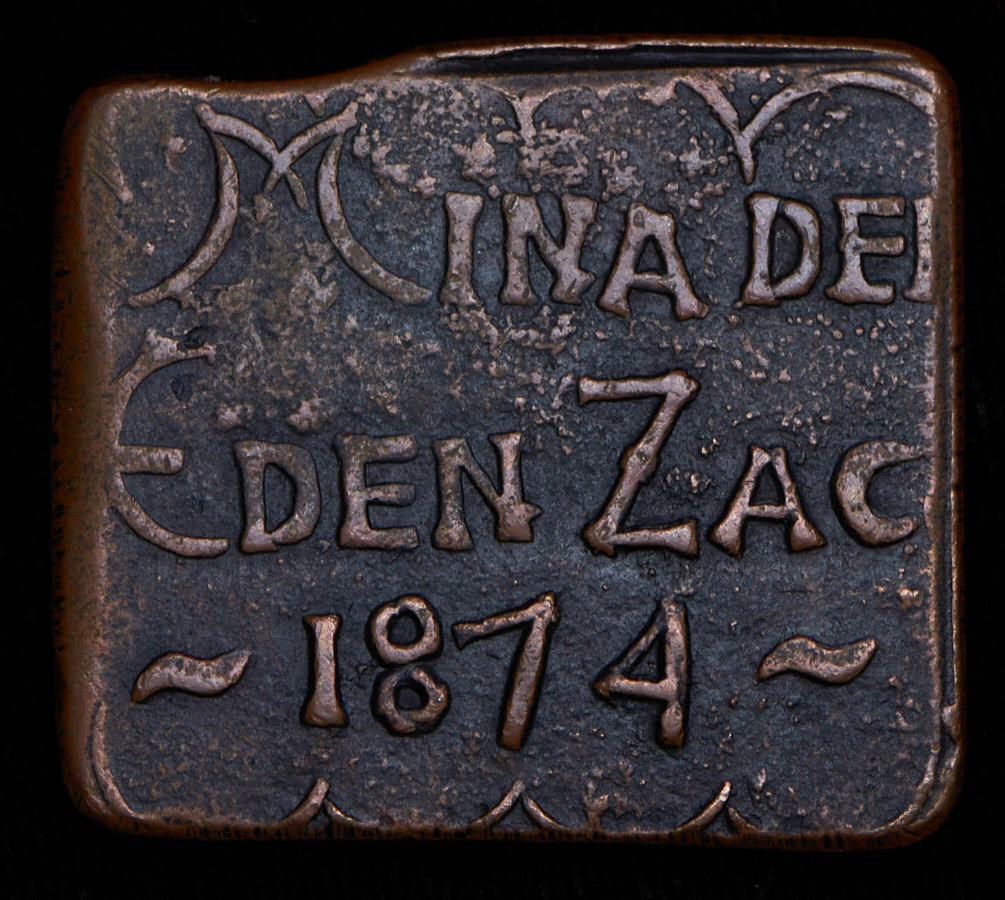 MINA DEL
EDEN ZAC
~ 1874 ~